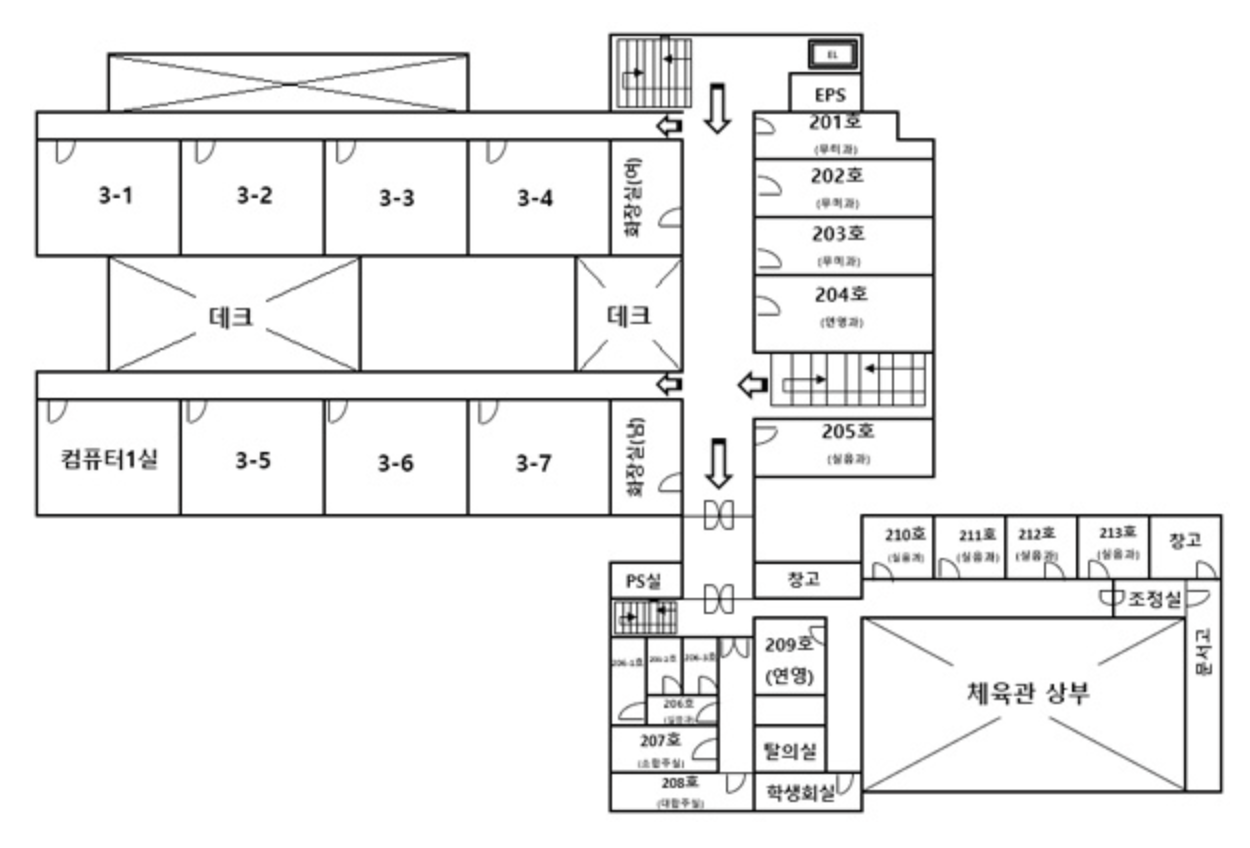 EL
EPS
201호
(무미과)
3-1
3-2
3-3
3-4
화장실(여)
202호
(무미과)
203호
(무미과)
데크
데크
204호
(연영과)
컴퓨터1실
3-5
3-6
3-7
화장실(남)
205호
(실음과)
210호
(실음과)
211호
(실음과)
212호
(실음과)
213호
(실음과)
창고
PS실
창고
조정실
문서고
206-1호
206-2호
206-3호
209호
(연영)
206호
(실음과)
체육관 상부
207호
(소합주실)
탈의실
208호
(대합주실)
학생회실